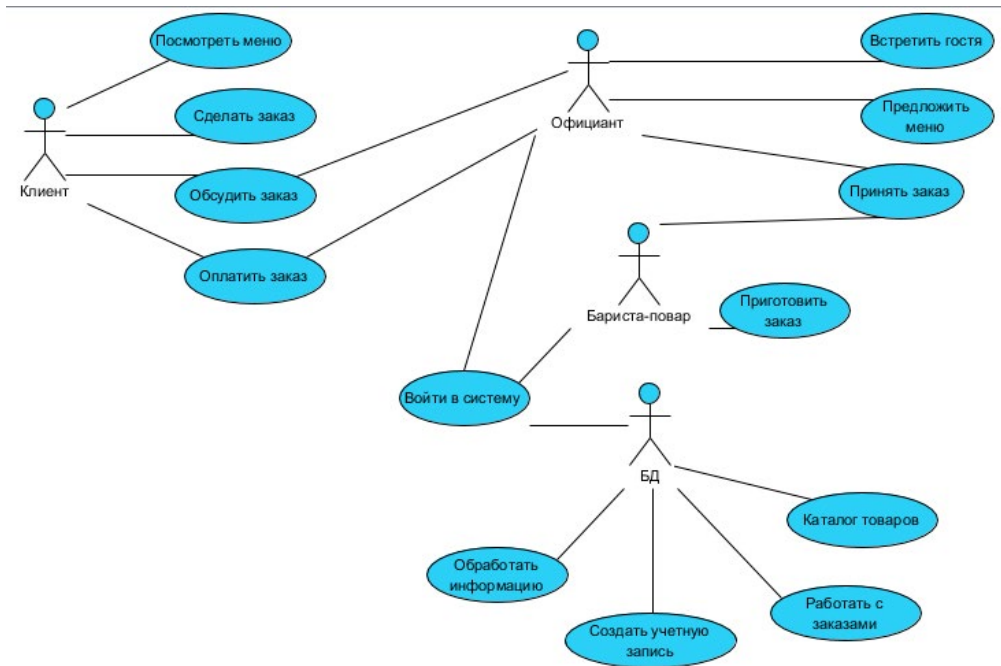 Посмотреть меню
Встретить гостя
Сделать заказ
Предложить
меню
Официант
Клиент
Обсудить заказ
Принять заказ
Оплатить заказ
Бариста-повар
Приготовить
заказ
Войти в систему
БД
Каталог товаров
Обработать
информацию
Работать с
заказами
Создать учетную
запись